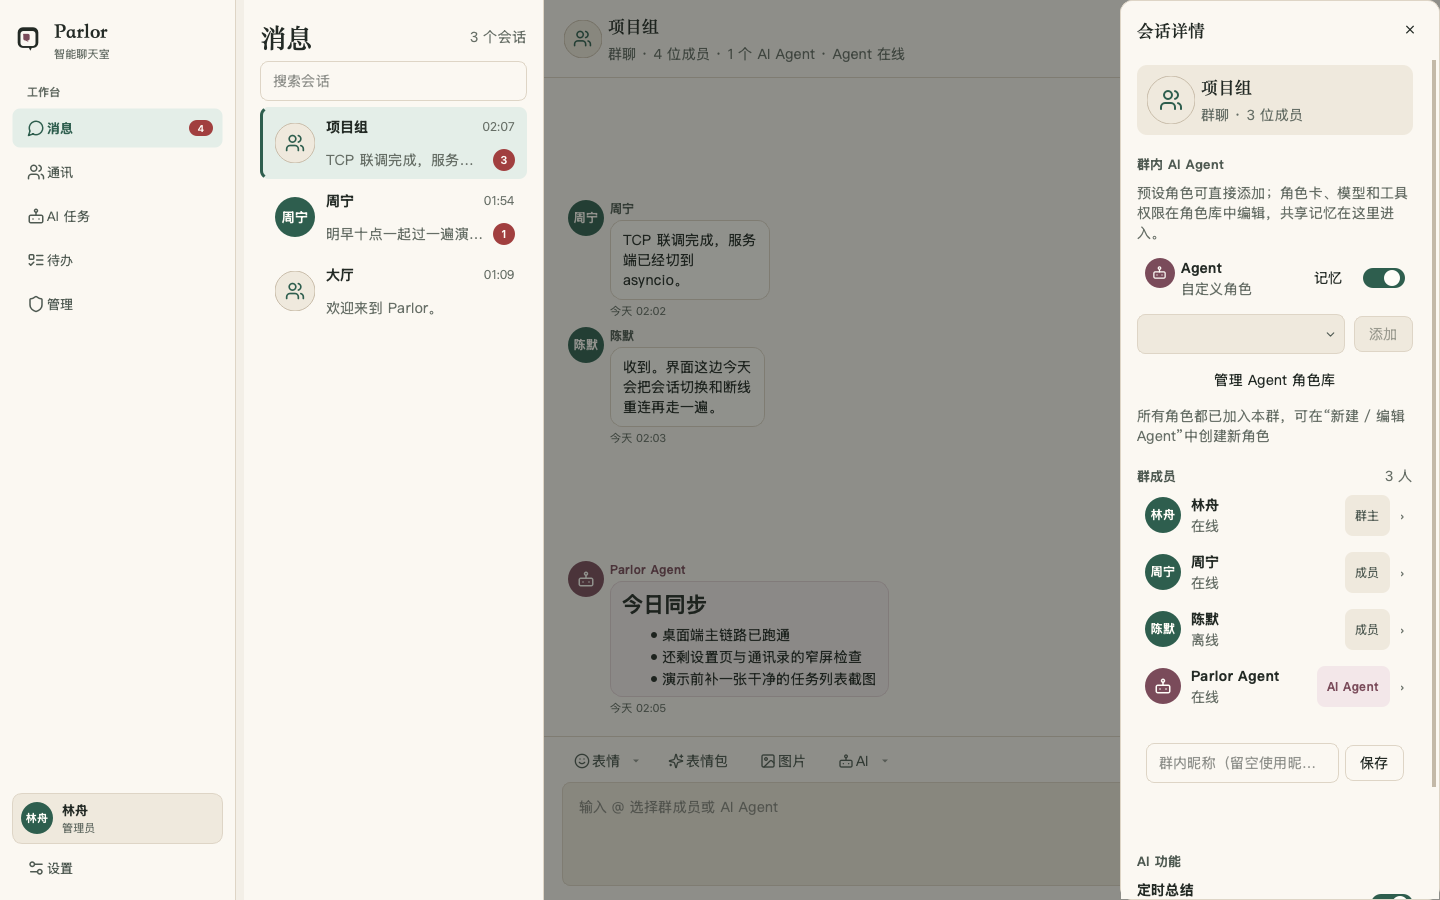 Parlor
智能聊天室
工作台
消息
4
通讯
AI 任务
待办
管理
林舟
林舟
管理员
设置
消息
3 个会话
搜索会话
项目组
02:07
TCP 联调完成，服务…
3
周宁
周宁
01:54
明早十点一起过一遍演…
1
大厅
01:09
欢迎来到 Parlor。
项目组
群聊 · 4 位成员 · 1 个 AI Agent · Agent 在线
周宁
周宁
TCP 联调完成，服务
端已经切到
asyncio。
今天 02:02
陈默
陈默
收到。界面这边今天
会把会话切换和断线
重连再走一遍。
今天 02:03
Parlor Agent
今日同步
• 桌面端主链路已跑通
• 还剩设置页与通讯录的窄屏检查
• 演示前补一张干净的任务列表截图
今天 02:05
表情
表情包
图片
AI
输入 @ 选择群成员或 AI Agent
会话详情
×
项目组
群聊 · 3 位成员
群内 AI Agent
预设角色可直接添加；角色卡、模型和工具
权限在角色库中编辑，共享记忆在这里进
入。
Agent
自定义角色
记忆
添加
管理 Agent 角色库
所有角色都已加入本群，可在“新建 / 编辑
Agent”中创建新角色
群成员
3 人
林舟
林舟
在线
群主
›
周宁
周宁
在线
成员
›
陈默
陈默
离线
成员
›
Parlor Agent
在线
AI Agent
›
群内昵称（留空使用昵…
保存
AI 功能
定时总结